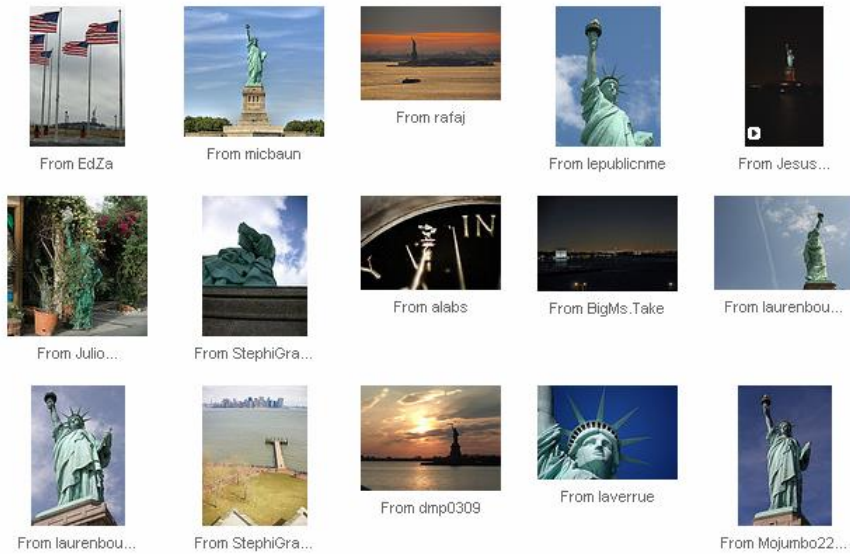 From EdZa
From micbaun
From rafaj
From lepublicnme
From Jesus...
IN
Y
From Julio...
From StephiGra...
From alabs
From BigMs.Take
From laurenbou...
From laurenbou...
From StephiGra...
From dmp0309
From laverrue
From Mojumbo22...